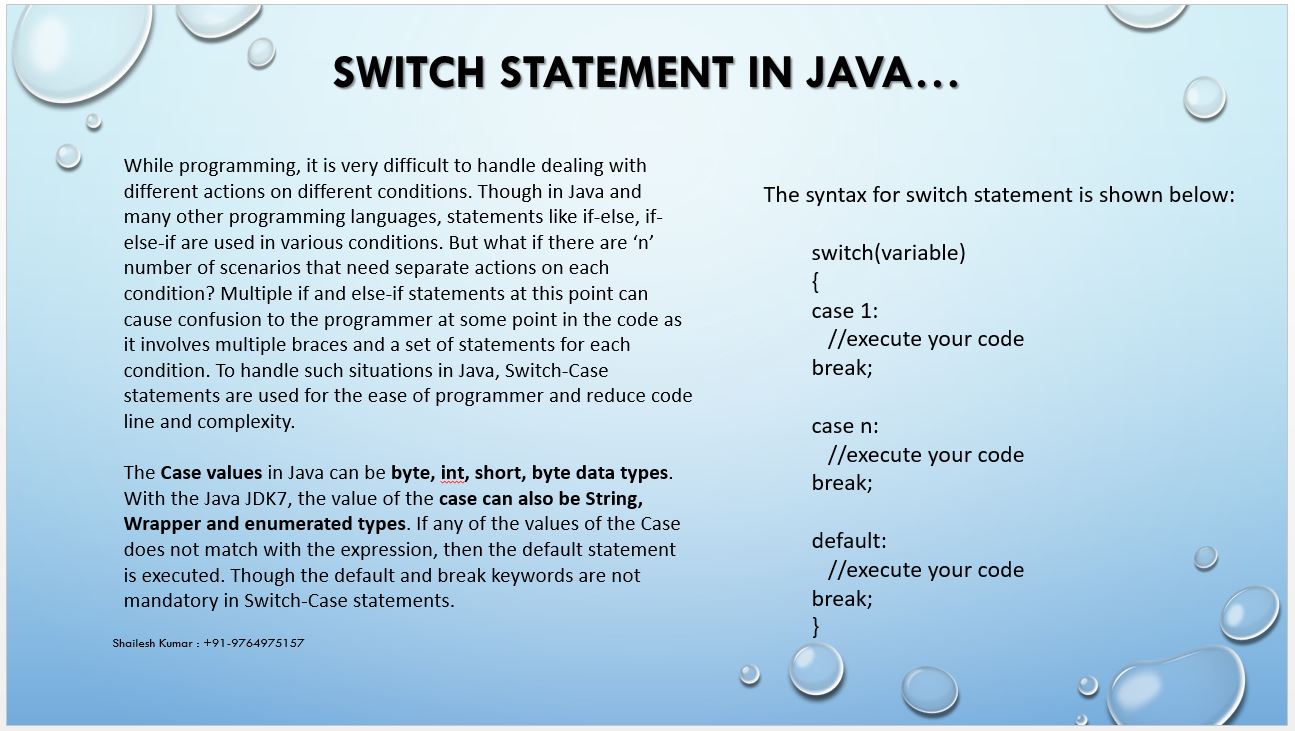 SWITCH STATEMENT IN JAVA...
While programming, it is very difficult to handle dealing with
different actions on different conditions. Though in Java and
many other programming languages, statements like if-else, if-
else-if are used in various conditions. But what if there are ‘n’
number of scenarios that need separate actions on each
condition? Multiple if and else-if statements at this point can
cause confusion to the programmer at some point in the code as
it involves multiple braces and a set of statements for each
condition. To handle such situations in Java, Switch-Case
statements are used for the ease of programmer and reduce code
line and complexity.
The Case values in Java can be byte, int, short, byte data types.
With the Java JDK7, the value of the case can also be String,
Wrapper and enumerated types. If any of the values of the Case
does not match with the expression, then the default statement
is executed. Though the default and break keywords are not
mandatory in Switch-Case statements.
Shailesh Kumar : +91-9764975157
The syntax for switch statement is shown below:
switch(variable)
{
case 1:
//execute your code
break;
case n:
//execute your code
break;
default:
//execute your code
break;
}